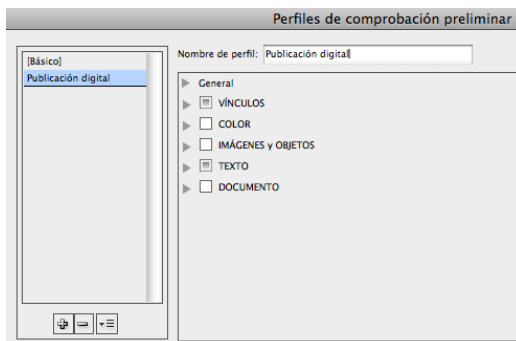 Perfiles de comprobación preliminar
[Básico]
Publicación digital
Nombre de perfil: Publicación digital
General
VÍNCULOS
COLOR
IMÁGENES y OBJETOS
TEXTO
DOCUMENTO